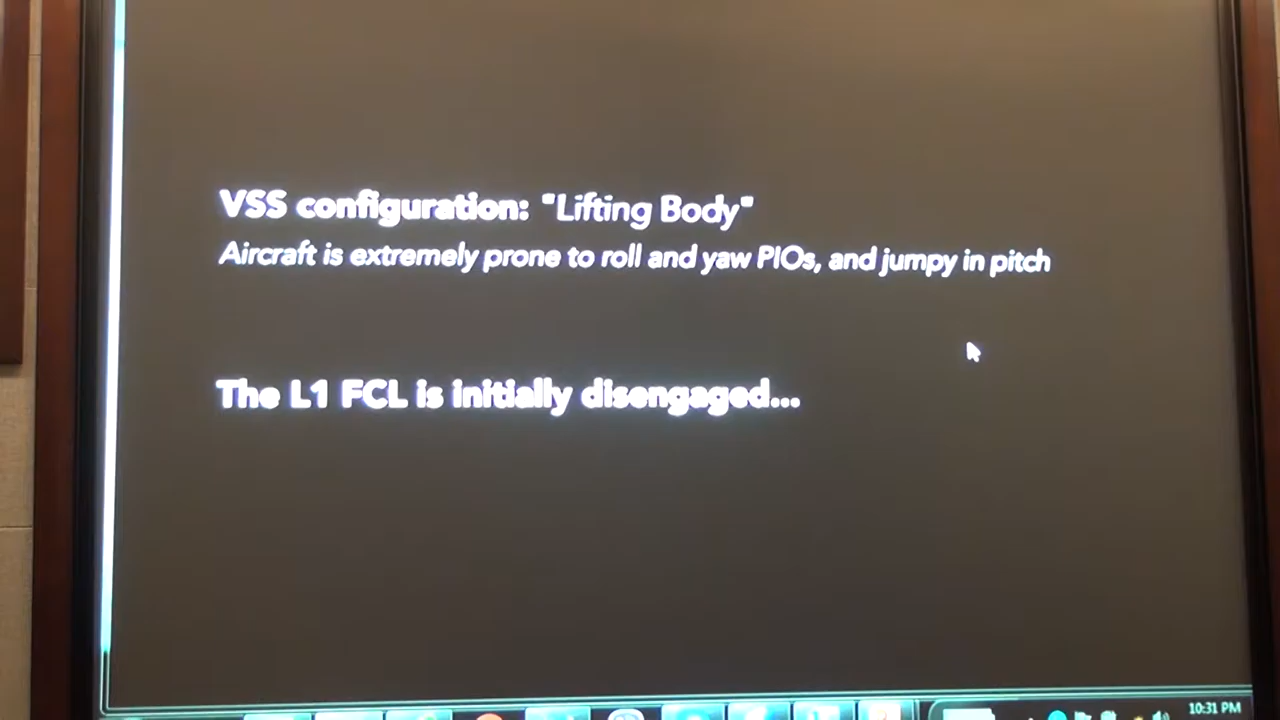 VSS configuration: "Lifting Body"
Aircraft is extremely prone to roll and yaw PIOs, and jumpy in pitch
The L1 FCL is initially disengaged...
10:31 PM